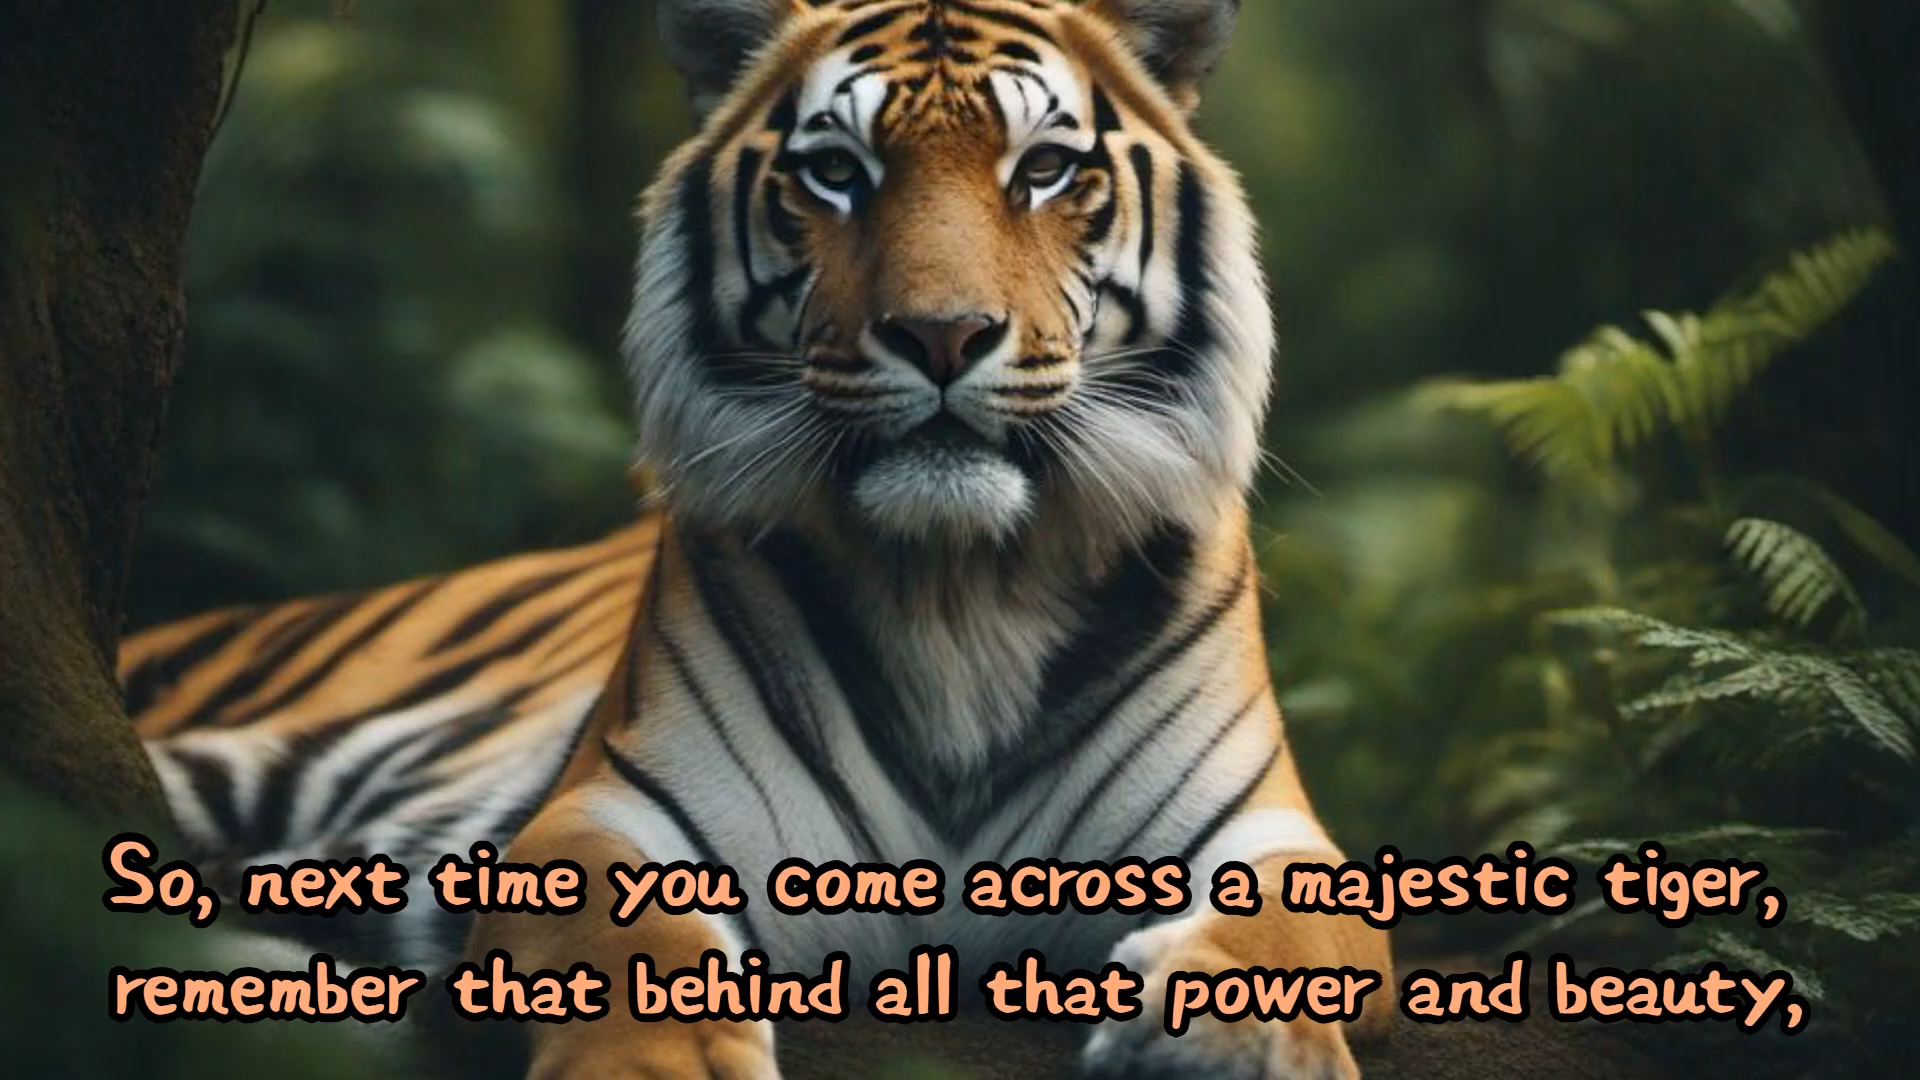 So, next time you come across a majestic tiger,
remember that behind all that power and beauty,